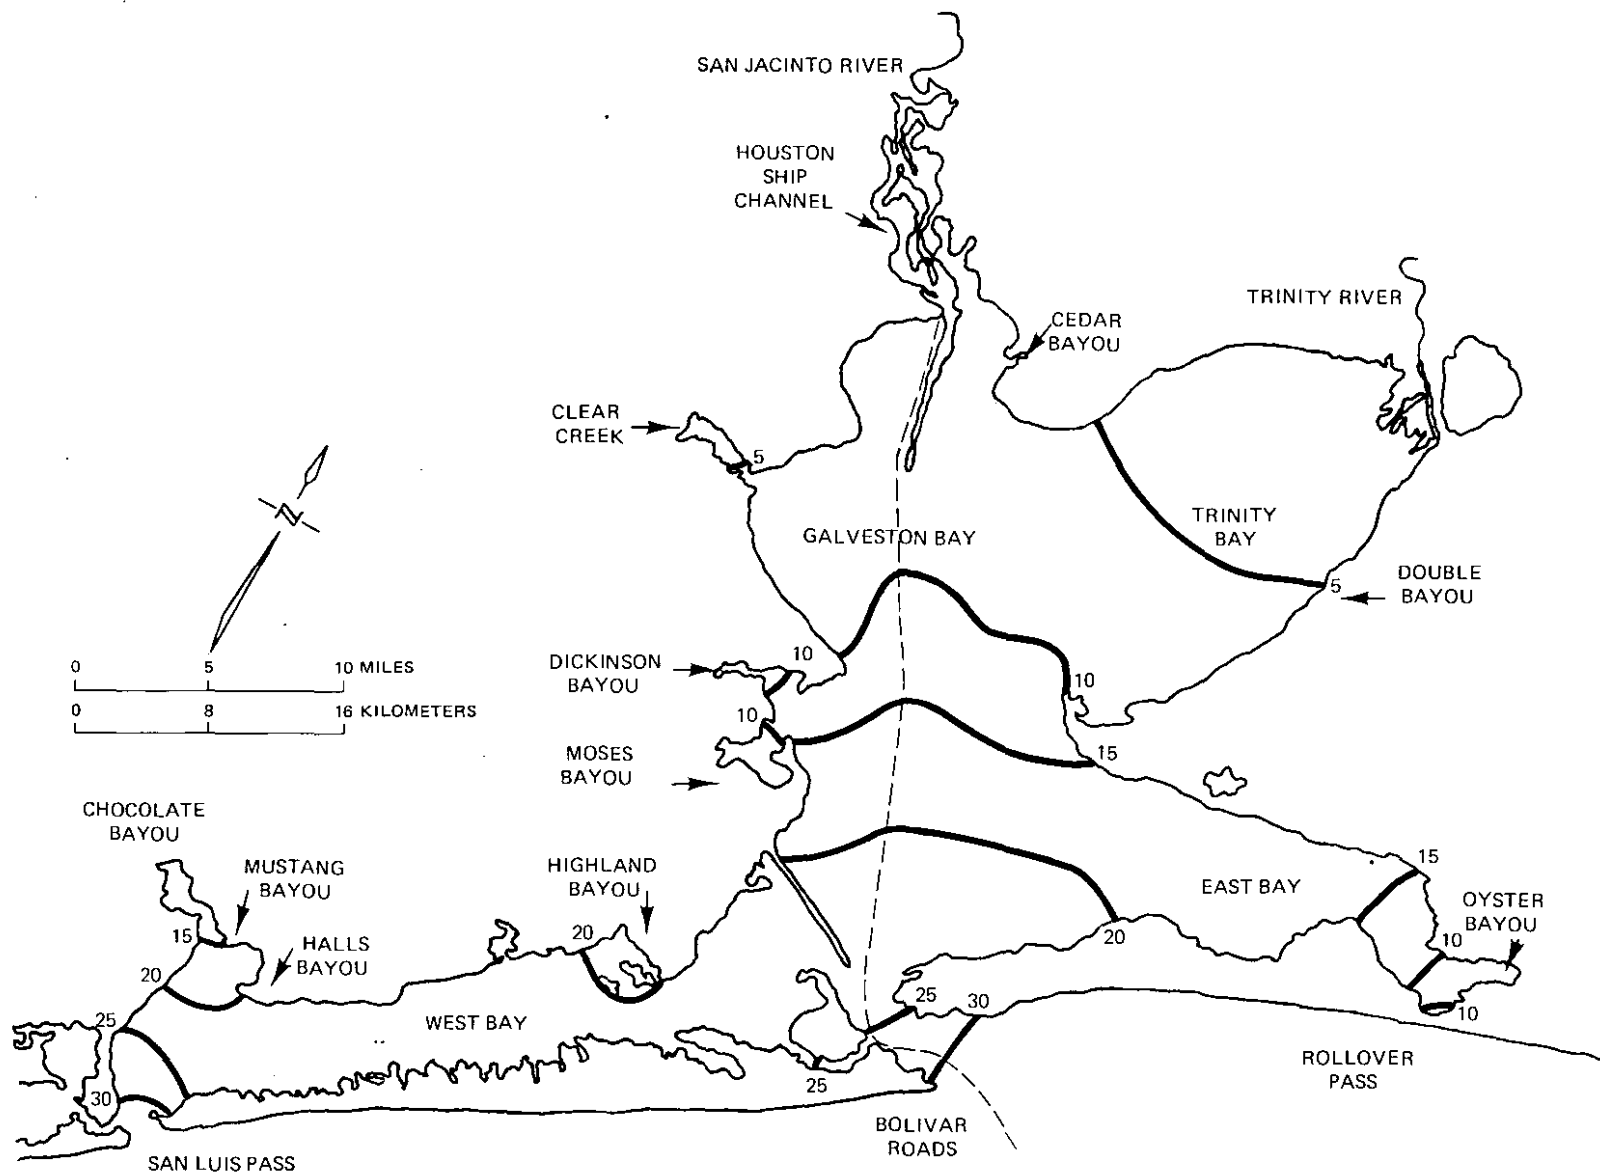 SAN JACINTO RIVER
HOUSTON
SHIP
CHANNEL
TRINITY RIVER
CEDAR
BAYOU
CLEAR
CREEK
5
TRINITY
BAY
GALVESTON BAY
DOUBLE
BAYOU
5
N
DICKINSON
BAYOU
10
10
0 5 10 MILES
0 8 16 KILOMETERS
10
MOSES
BAYOU
15
CHOCOLATE
BAYOU
MUSTANG
BAYOU
HIGHLAND
BAYOU
15
EAST BAY
OYSTER
BAYOU
15
HALLS
BAYOU
20
20
10
20
25
WEST BAY
25
30
10
25
30
ROLLOVER
PASS
BOLIVAR
ROADS
SAN LUIS PASS